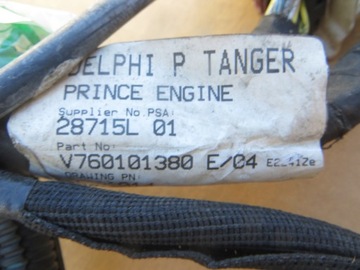 DELPHI P TANGER
PRINCE ENGINE
Supplier No.PSA:
28715L 01
Part No:
V760101380 E/04
DRAWING PN